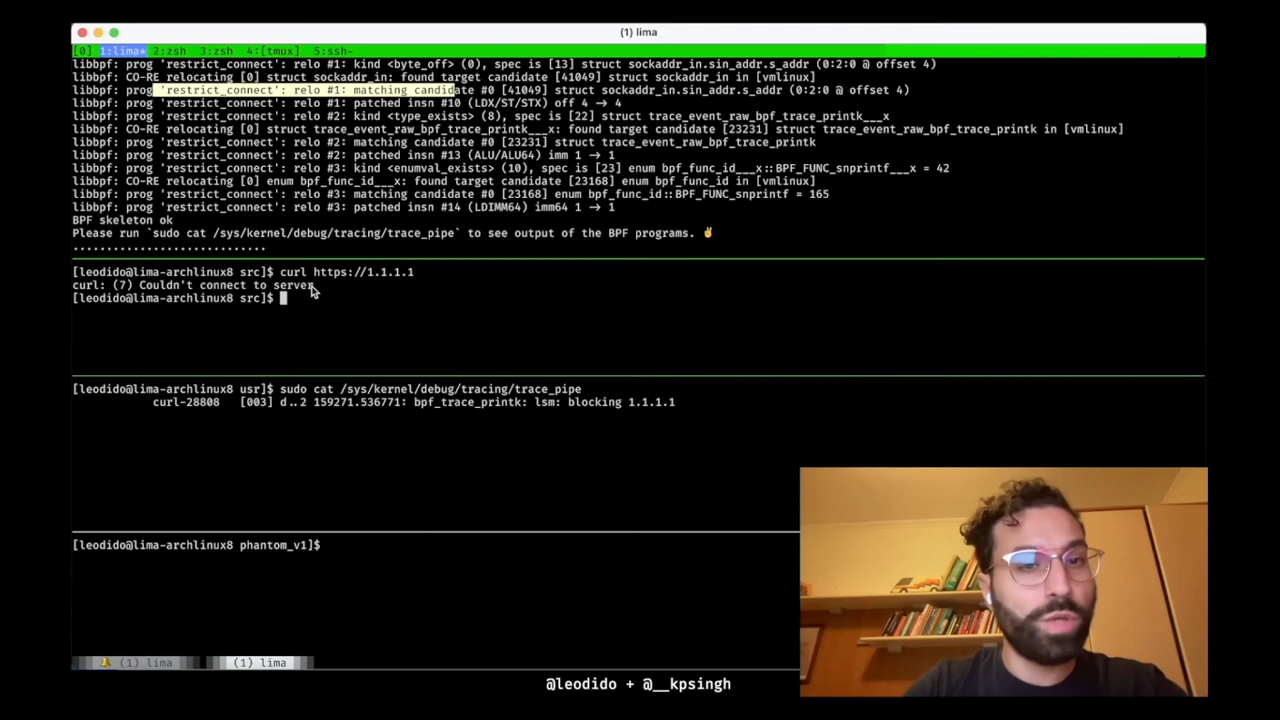 (1) lima
[0] 1:lima* 2:zsh 3:zsh 4:[tmux] 5:ssh-
libbpf: prog 'restrict_connect': relo #1: kind <byte_off> (0), spec is [13] struct sockaddr_in.sin_addr.s_addr (0:2:0 @ offset 4)
libbpf: CO-RE relocating [0] struct sockaddr_in: found target candidate [41049] struct sockaddr_in in [vmlinux]
libbpf: prog 'restrict_connect': relo #1: matching candidate #0 [41049] struct sockaddr_in.sin_addr.s_addr (0:2:0 @ offset 4)
libbpf: prog 'restrict_connect': relo #1: patched insn #10 (LDX/ST/STX) off 4 → 4
libbpf: prog 'restrict_connect': relo #2: kind <type_exists> (8), spec is [22] struct trace_event_raw_bpf_trace_printk___x
libbpf: CO-RE relocating [0] struct trace_event_raw_bpf_trace_printk___x: found target candidate [23231] struct trace_event_raw_bpf_trace_printk in [vmlinux]
libbpf: prog 'restrict_connect': relo #2: matching candidate #0 [23231] struct trace_event_raw_bpf_trace_printk
libbpf: prog 'restrict_connect': relo #2: patched insn #13 (ALU/ALU64) imm 1 → 1
libbpf: prog 'restrict_connect': relo #3: kind <enumval_exists> (10), spec is [23] enum bpf_func_id___x::BPF_FUNC_snprintf___x = 42
libbpf: CO-RE relocating [0] enum bpf_func_id___x: found target candidate [23168] enum bpf_func_id in [vmlinux]
libbpf: prog 'restrict_connect': relo #3: matching candidate #0 [23168] enum bpf_func_id::BPF_FUNC_snprintf = 165
libbpf: prog 'restrict_connect': relo #3: patched insn #14 (LDIMM64) imm64 1 → 1
BPF skeleton ok
Please run `sudo cat /sys/kernel/debug/tracing/trace_pipe` to see output of the BPF programs. ✌
.............................
[leodido@lima-archlinux8 src]$ curl https://1.1.1.1
curl: (7) Couldn't connect to server
[leodido@lima-archlinux8 src]$
[leodido@lima-archlinux8 usr]$ sudo cat /sys/kernel/debug/tracing/trace_pipe
curl-28808 [003] d..2 159271.536771: bpf_trace_printk: lsm: blocking 1.1.1.1
[leodido@lima-archlinux8 phantom_v1]$
(1) lima (1) lima
@leodido + @__kpsingh